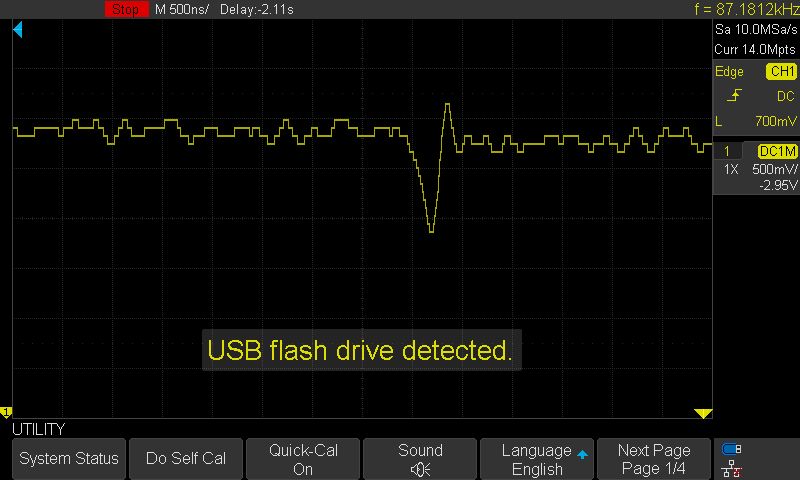 Stop M 500ns/ Delay:-2.11s f = 87.1812kHz
Sa 10.0MSa/s
Curr 14.0Mpts
Edge CH1
DC
L 700mV
1 DC1M
1X 500mV/
-2.95V
USB flash drive detected.
1
UTILITY
System Status
Do Self Cal
Quick-Cal
On
Sound
Language
English
Next Page
Page 1/4